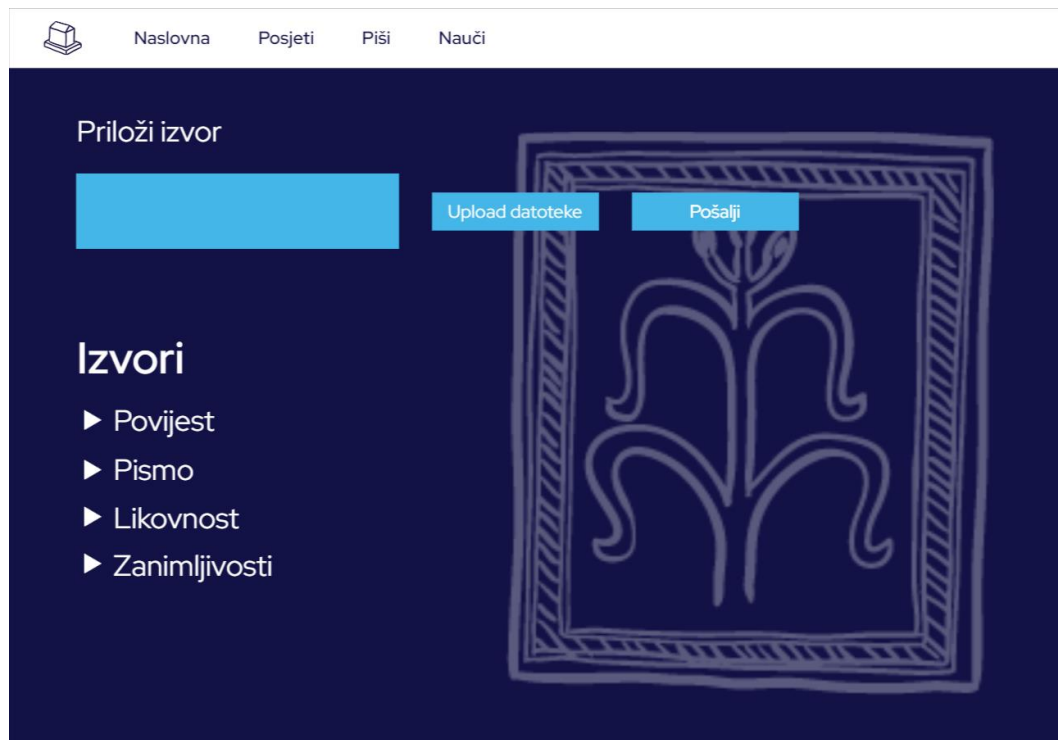 Naslovna Posjeti Piši Nauči
Priloži izvor
Upload datoteke Pošalji
Izvori
Povijest
Pismo
Likovnost
Zanimljivosti